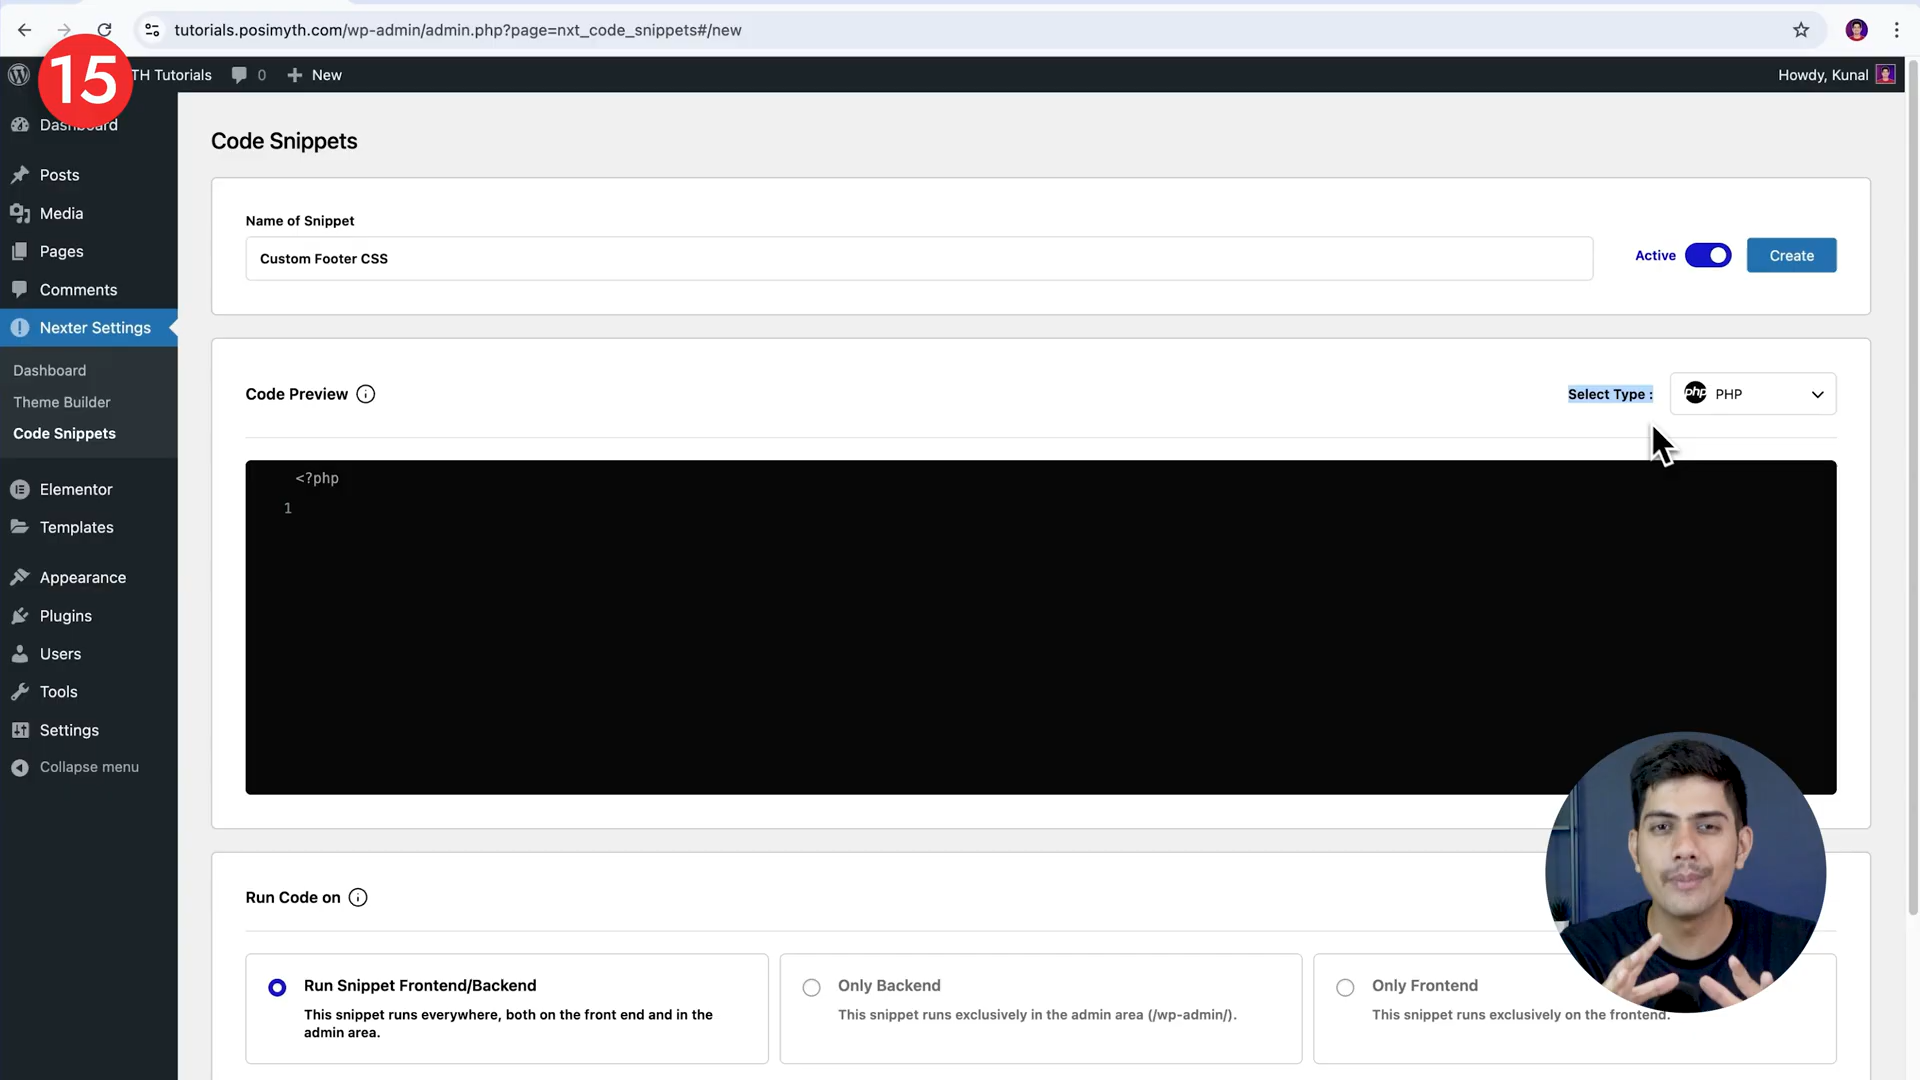 tutorials.posimyth.com/wp-admin/admin.php?page=nxt_code_snippets#/new
15
TH Tutorials
0
New
Howdy, Kunal
Dashboard
Posts
Media
Pages
Comments
Nexter Settings
Dashboard
Theme Builder
Code Snippets
Elementor
Templates
Appearance
Plugins
Users
Tools
Settings
Collapse menu
Code Snippets
Name of Snippet
Custom Footer CSS
Active
Create
Code Preview
Select Type :
php PHP
<?php
1
Run Code on
Run Snippet Frontend/Backend
This snippet runs everywhere, both on the front end and in the
admin area.
Only Backend
This snippet runs exclusively in the admin area (/wp-admin/).
Only Frontend
This snippet runs exclusively on the frontend.